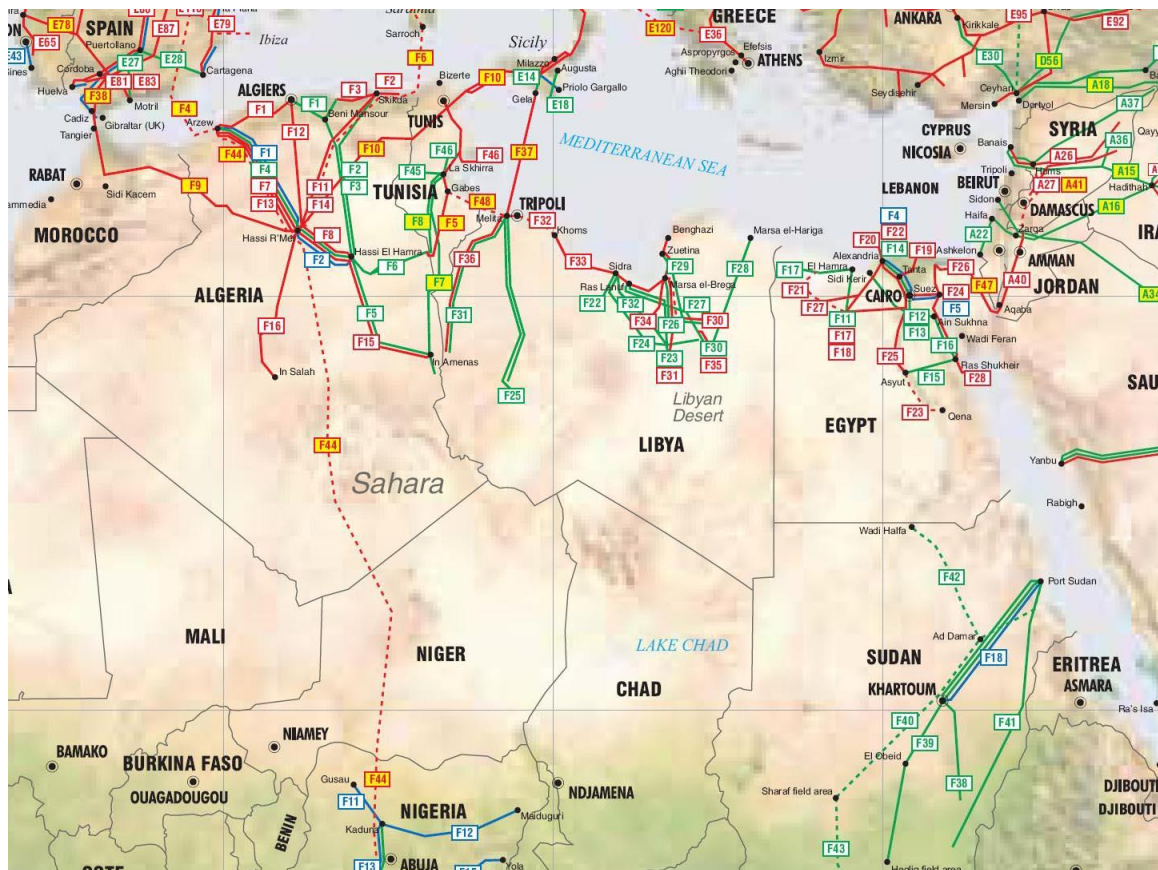 E78
SPAIN
E87
E79
E65
E43
Puertollano
Ibiza
Sarroch
Sicily
GREECE
E120
E36
ANKARA
Kirikkale
E95
E92
Cordoba
E27
E28
Cartagena
E81
E83
Huelva
F38
Motril
F4
Cadiz
Gibraltar (UK)
Tangier
Arzew
ALGIERS
F1
F1
F3
F2
Skikda
Beni Mansour
F6
Bizerte
F10
Milazzo
E14
Augusta
Priolo Gargallo
Gela
E18
Aspropyrgos
Efefsis
ATHENS
Aghii Theodori
Izmir
Seydisehir
E30
D56
Ceyhan
Mersin
Dortyol
A18
A37
TUNIS
F12
F44
F1
F4
F7
F13
F10
F2
F3
F11
F14
F46
F45
La Skhirra
F46
F37
MEDITERRANEAN SEA
CYPRUS
NICOSIA
SYRIA
Banais
A36
A26
Homs
Tripoli
A27
A41
A15
Hadithah
LEBANON
BEIRUT
Sidon
DAMASCUS
A16
RABAT
Sidi Kacem
F9
MOROCCO
TUNISIA
Gabes
F48
TRIPOLI
Melita
F32
Khoms
F8
F5
Hassi R'Mel
F8
F2
Hassi El Hamra
F6
F36
F33
Benghazi
Zuetina
Marsa el-Hariga
F4
F22
F20
F14
F19
Alexandria
Haifa
Zarqa
A22
Ashkelon
AMMAN
ALGERIA
F7
F5
F31
Sidra
Ras Lanuf
F29
F28
Marsa el-Brega
F17
El Hamra
Sidi Kerir
Tanta
F26
F21
CAIRO
Suez
F24
F47
A40
JORDAN
A34
F5
Aqaba
F22
F32
F27
F27
F11
F12
Ain Sukhna
F16
F15
F34
F26
F30
F17
F13
Wadi Feran
F24
F30
F18
F16
In Amenas
F23
F25
Ras Shukheir
In Salah
F31
F35
Asyut
F15
F28
F25
Libyan
Desert
F23
Qena
LIBYA
EGYPT
F44
Yanbu
Sahara
Rabigh
Wadi Halfa
F42
Port Sudan
MALI
NIGER
LAKE CHAD
Ad Damar
SUDAN
F18
ERITREA
CHAD
KHARTOUM
ASMARA
Ra's Isa
F40
F41
F39
BAMAKO
NIAMEY
El Obeid
BURKINA FASO
OUAGADOUGOU
Gusau
F44
F38
F11
NIGERIA
NDJAMENA
Sharaf field area
DJIBOUTI
Maiduguri
Kaduna
F12
BENIN
F43
F13
ABUJA
Yola
Heglig field area